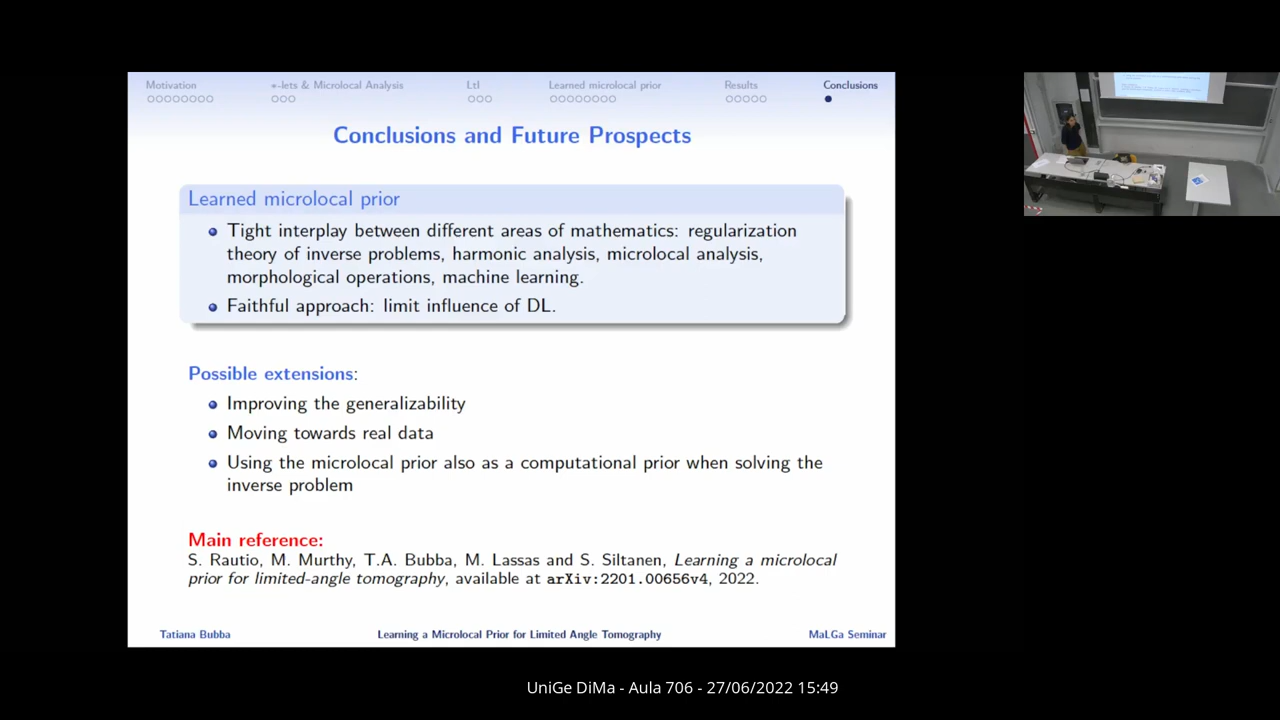 Motivation *-lets & Microlocal Analysis LtI Learned microlocal prior Results Conclusions
Conclusions and Future Prospects
Learned microlocal prior
Tight interplay between different areas of mathematics: regularization
theory of inverse problems, harmonic analysis, microlocal analysis,
morphological operations, machine learning.
Faithful approach: limit influence of DL.
Possible extensions:
Improving the generalizability
Moving towards real data
Using the microlocal prior also as a computational prior when solving the
inverse problem
Main reference:
S. Rautio, M. Murthy, T.A. Bubba, M. Lassas and S. Siltanen, Learning a microlocal
prior for limited-angle tomography, available at arXiv:2201.00656v4, 2022.
Tatiana Bubba Learning a Microlocal Prior for Limited Angle Tomography MaLGa Seminar
UniGe DiMa - Aula 706 - 27/06/2022 15:49